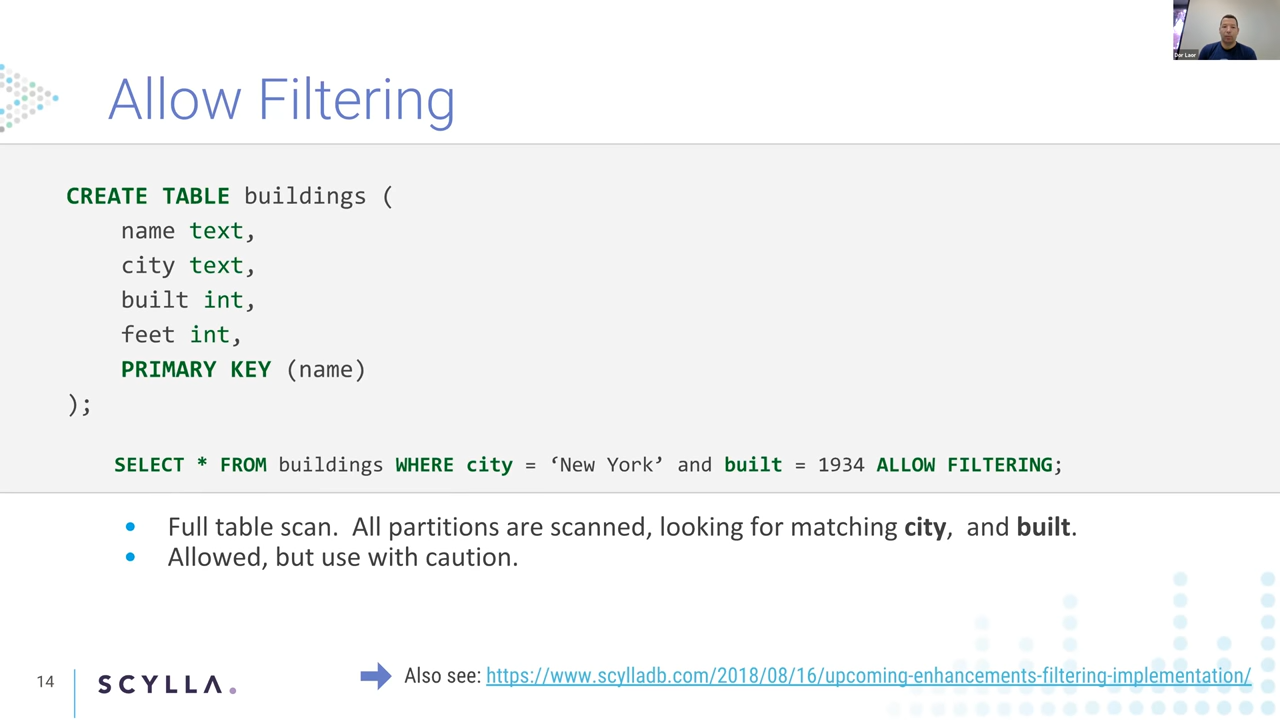 Dor Laor
Allow Filtering
CREATE TABLE buildings (
name text,
city text,
built int,
feet int,
PRIMARY KEY (name)
);
SELECT * FROM buildings WHERE city = ‘New York’ and built = 1934 ALLOW FILTERING;
• Full table scan. All partitions are scanned, looking for matching city, and built.
• Allowed, but use with caution.
14
SCYLLA.
Also see: https://www.scylladb.com/2018/08/16/upcoming-enhancements-filtering-implementation/